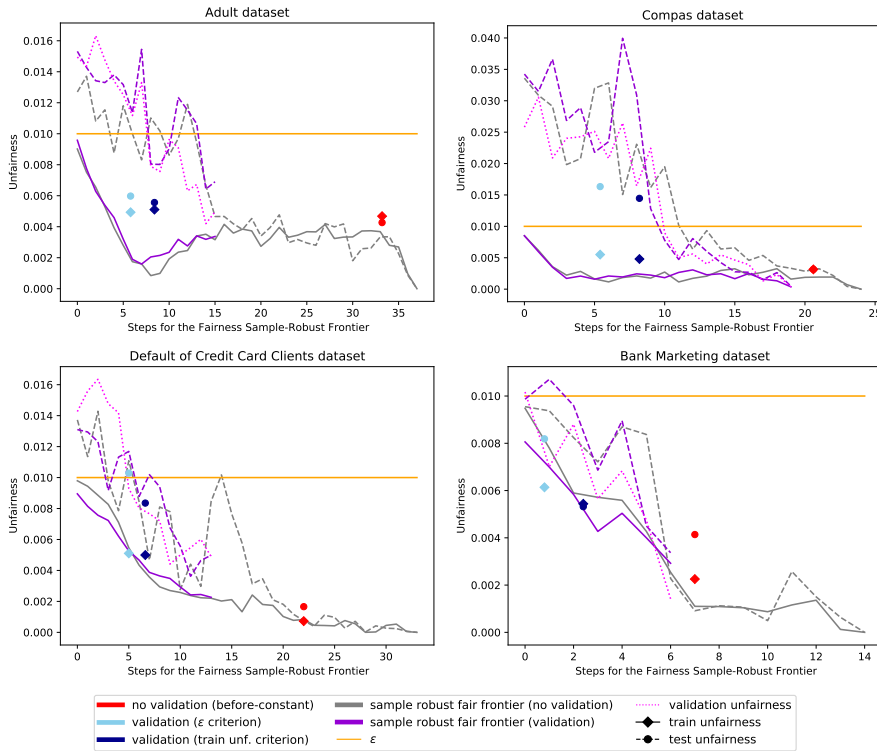 Adult dataset
Unfairness
0.016
0.014
0.012
0.010
0.008
0.006
0.004
0.002
0.000
0 5 10 15 20 25 30 35
Steps for the Fairness Sample-Robust Frontier
Compas dataset
Unfairness
0.040
0.035
0.030
0.025
0.020
0.015
0.010
0.005
0.000
0 5 10 15 20 25
Steps for the Fairness Sample-Robust Frontier
Default of Credit Card Clients dataset
Unfairness
0.016
0.014
0.012
0.010
0.008
0.006
0.004
0.002
0.000
0 5 10 15 20 25 30
Steps for the Fairness Sample-Robust Frontier
Bank Marketing dataset
Unfairness
0.010
0.008
0.006
0.004
0.002
0.000
0 2 4 6 8 10 12 14
Steps for the Fairness Sample-Robust Frontier
no validation (before-constant)
validation (ε criterion)
validation (train unf. criterion)
sample robust fair frontier (no validation)
sample robust fair frontier (validation)
ε
validation unfairness
train unfairness
test unfairness